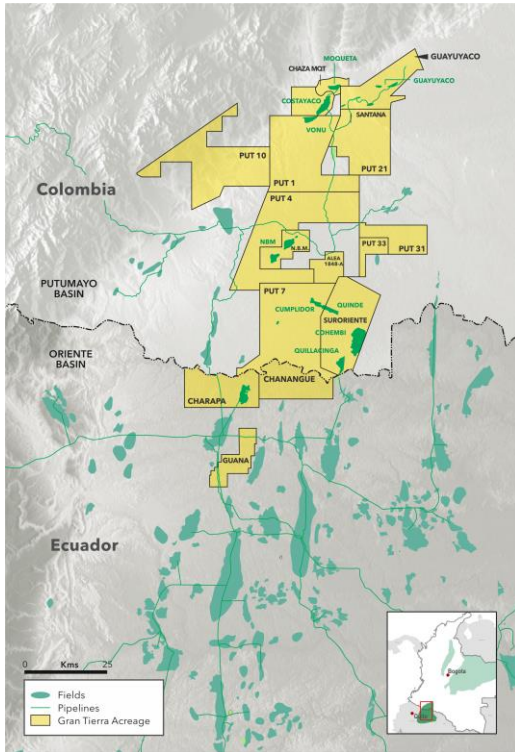 MOQUETA
CHAZA MQT
GUAYUYACO
GUAYUYACO
COSTAYACO
SANTANA
VONU
PUT 10
PUT 21
PUT 1
Colombia
PUT 4
NBM
N.B.M.
PUT 33
PUT 31
ALEA
1848-A
PUTUMAYO
BASIN
PUT 7
CUMPLIDOR
QUINDE
SURORIENTE
COHEMBI
ORIENTE
BASIN
QUILLACINGA
CHANANGUE
CHARAPA
GUANA
Ecuador
Kms
0
25
Fields
Pipelines
Gran Tierra Acreage
Bogota